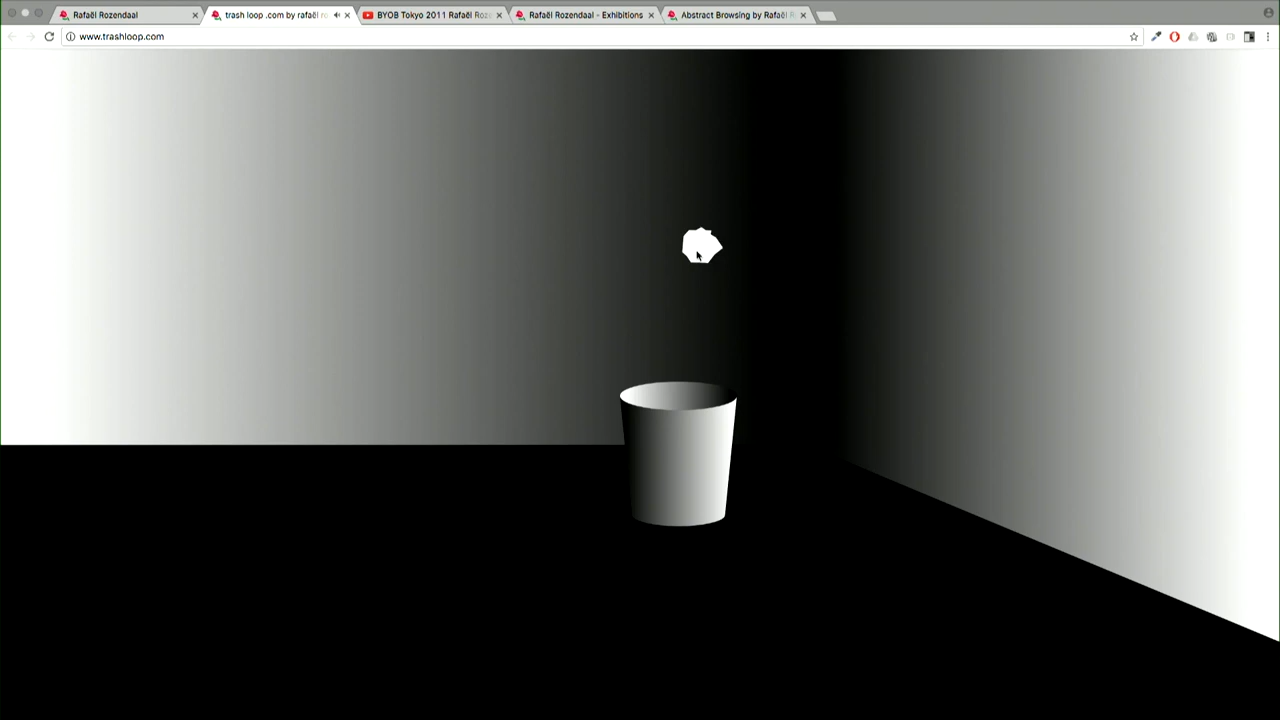 Rafaël Rozendaal
trash loop .com by rafaël ro
BYOB Tokyo 2011 Rafaël Roz
Rafaël Rozendaal - Exhibitions
Abstract Browsing by Rafaël R
www.trashloop.com